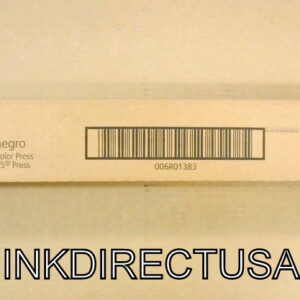 negro
olor Press
5® Press
006R01383
INKDIRECTUSA